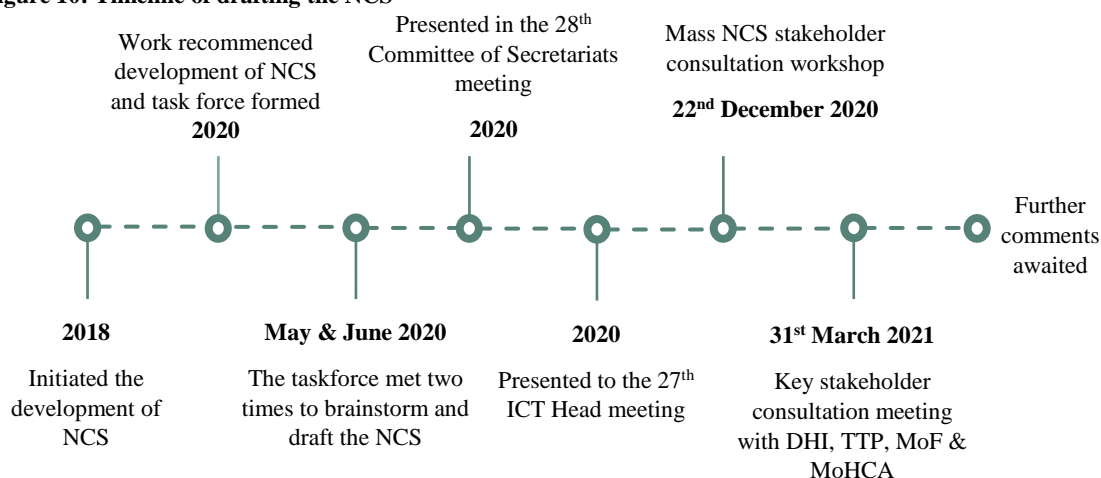 igure 10: Timeline of drafting the NCS
Work recommenced
development of NCS
and task force formed
2020
Presented in the 28th
Committee of Secretariats
meeting
2020
Mass NCS stakeholder
consultation workshop
22nd December 2020
Further
comments
awaited
2018
Initiated the
development of
NCS
May & June 2020
The taskforce met two
times to brainstorm and
draft the NCS
2020
Presented to the 27th
ICT Head meeting
31st March 2021
Key stakeholder
consultation meeting
with DHI, TTP, MoF &
MoHCA